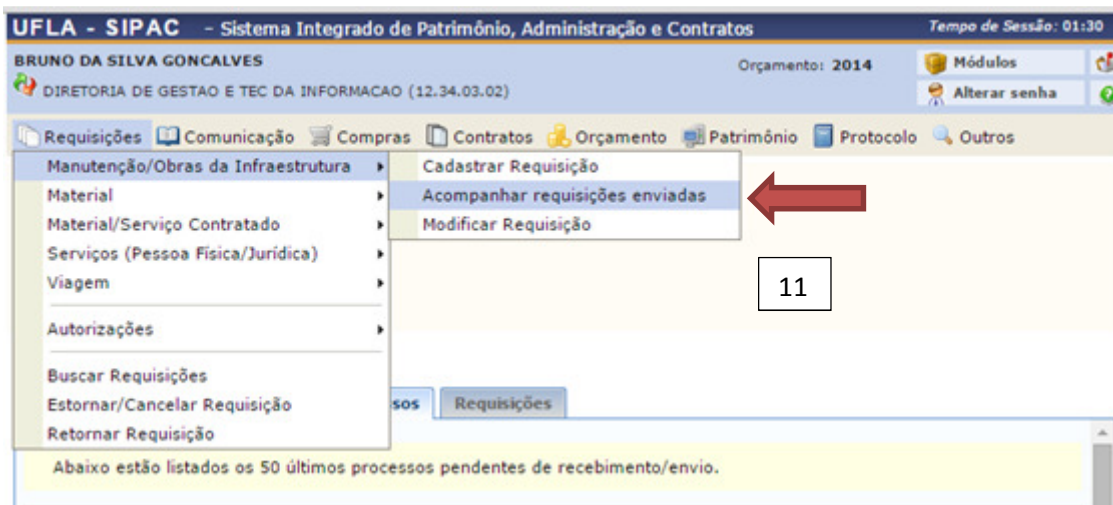 UFLA - SIPAC - Sistema Integrado de Patrimônio, Administração e Contratos Tempo de Sessão: 01:30
BRUNO DA SILVA GONCALVES Orçamento: 2014 Módulos
DIRETORIA DE GESTAO E TEC DA INFORMACAO (12.34.03.02) Alterar senha
Requisições Comunicação Compras Contratos Orçamento Patrimônio Protocolo Outros
Manutenção/Obras da Infraestrutura Cadastrar Requisição
Material Acompanhar requisições enviadas
Material/Serviço Contratado Modificar Requisição
Serviços (Pessoa Física/Jurídica)
Viagem 11
Autorizações
Buscar Requisições
Estornar/Cancelar Requisição sos Requisições
Retornar Requisição
Abaixo estão listados os 50 últimos processos pendentes de recebimento/envio.